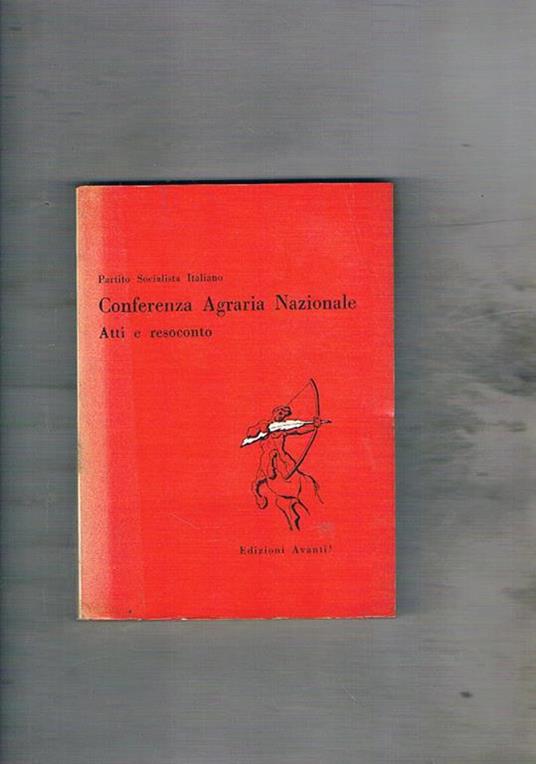 Partito Socialista Italiano
Conferenza Agraria Nazionale
Atti e resoconto
Edizioni Avanti!